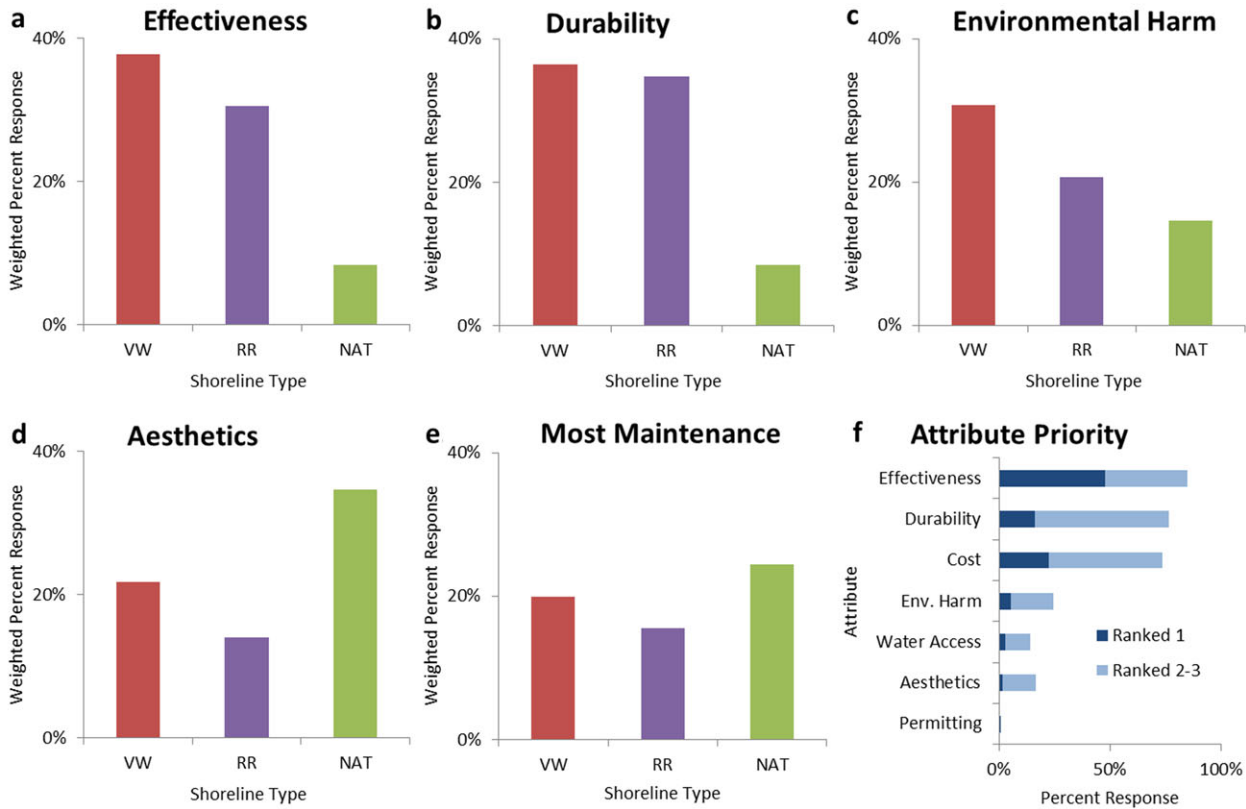 a Effectiveness
40%
20%
0%
Weighted Percent Response
VW RR NAT
Shoreline Type
b Durability
40%
20%
0%
Weighted Percent Response
VW RR NAT
Shoreline Type
c Environmental Harm
40%
20%
0%
Weighted Percent Response
VW RR NAT
Shoreline Type
d Aesthetics
40%
20%
0%
Weighted Percent Response
VW RR NAT
Shoreline Type
e Most Maintenance
40%
20%
0%
Weighted Percent Response
VW RR NAT
Shoreline Type
f Attribute Priority
Attribute
Effectiveness
Durability
Cost
Env. Harm
Water Access
Aesthetics
Permitting
Ranked 1
Ranked 2-3
0% 50% 100%
Percent Response